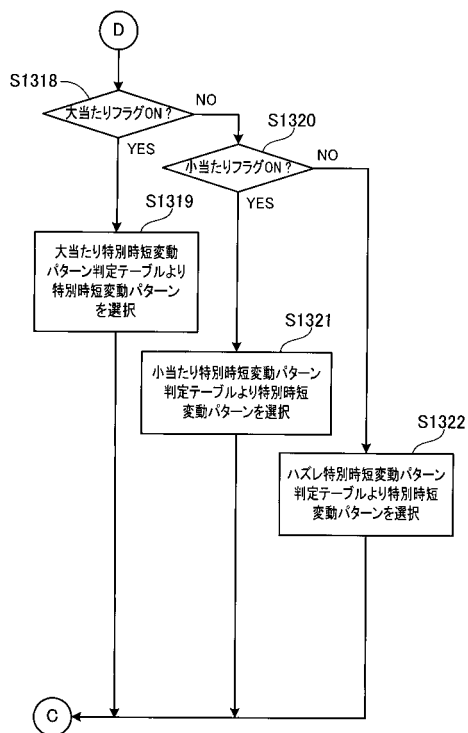 D
S1318
大当たりフラグON？
NO
YES
S1320
小当たりフラグON？
NO
YES
S1319
大当たり特別時短変動
パターン判定テーブルより
特別時短変動パターン
を選択
S1321
小当たり特別時短変動パターン
判定テーブルより特別時短
変動パターンを選択
S1322
ハズレ特別時短変動パターン
判定テーブルより特別時短
変動パターンを選択
C